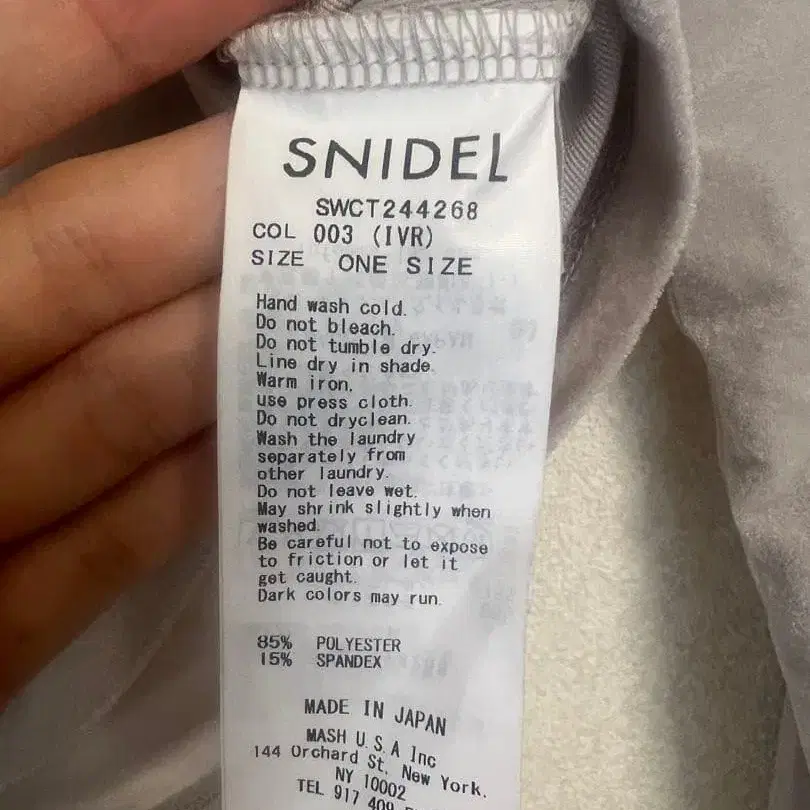 SNIDEL
SWCT244268
COL 003 (IVR)
SIZE ONE SIZE
Hand wash cold.
Do not bleach.
Do not tumble dry.
Line dry in shade.
Warm iron,
use press cloth.
Do not dryclean.
Wash the laundry
separately from
other laundry.
Do not leave wet.
May shrink slightly when
washed.
Be careful not to expose
to friction or let it
get caught.
Dark colors may run.
85% POLYESTER
15% SPANDEX
MADE IN JAPAN
MASH U.S.A Inc
144 Orchard St, New York.
NY 10002
TEL 917 409